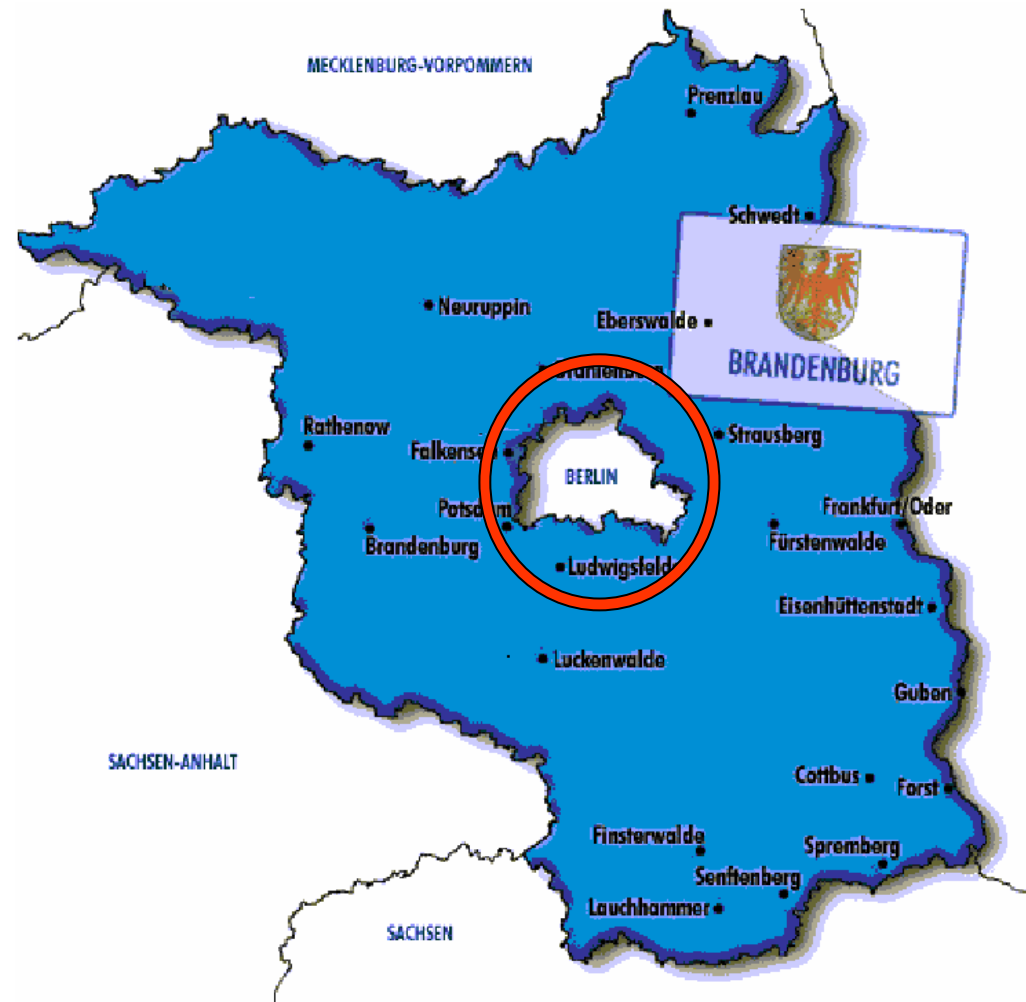 MECKLENBURG-VORPOMMERN
Prenzlau
Schwedt
Neuruppin
Eberswalde
BRANDENBURG
Rathenow
Falkensee
Strausberg
BERLIN
Potsdam
Frankfurt/Oder
Brandenburg
Fürstenwalde
Ludwigsfelde
Eisenhüttenstadt
Luckenwalde
Guben
SACHSEN-ANHALT
Cottbus
Forst
Finsterwalde
Spremberg
Senftenberg
Lauchhammer
SACHSEN